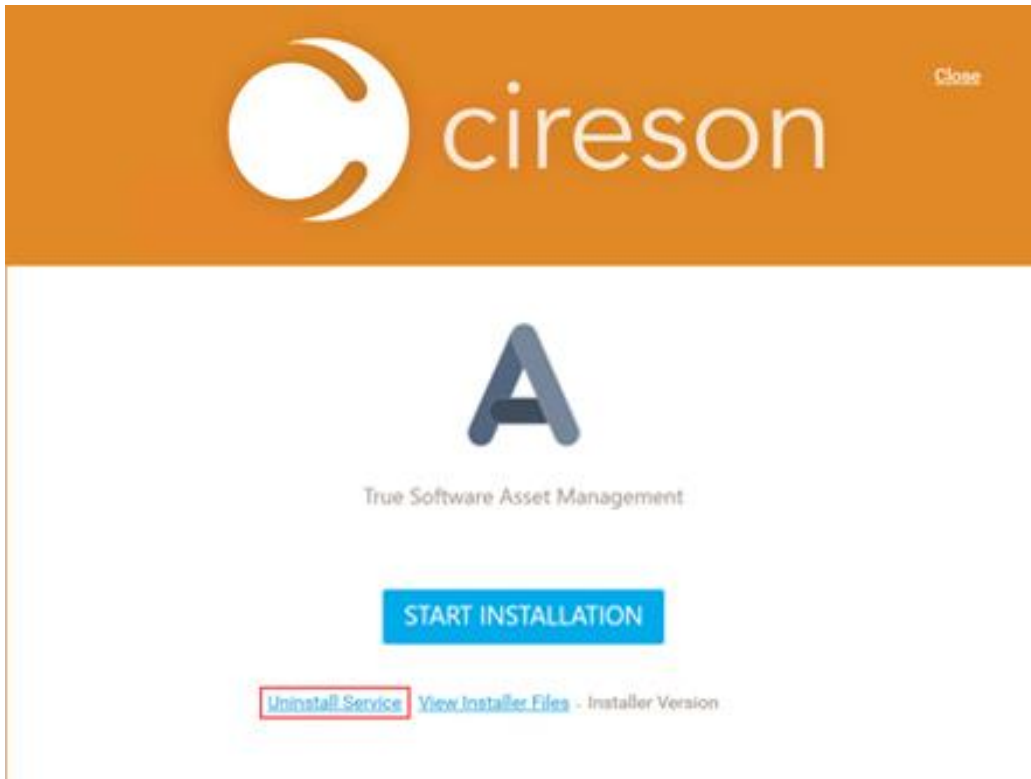 Close
cireson
True Software Asset Management
START INSTALLATION
Uninstall Service View Installer Files - Installer Version